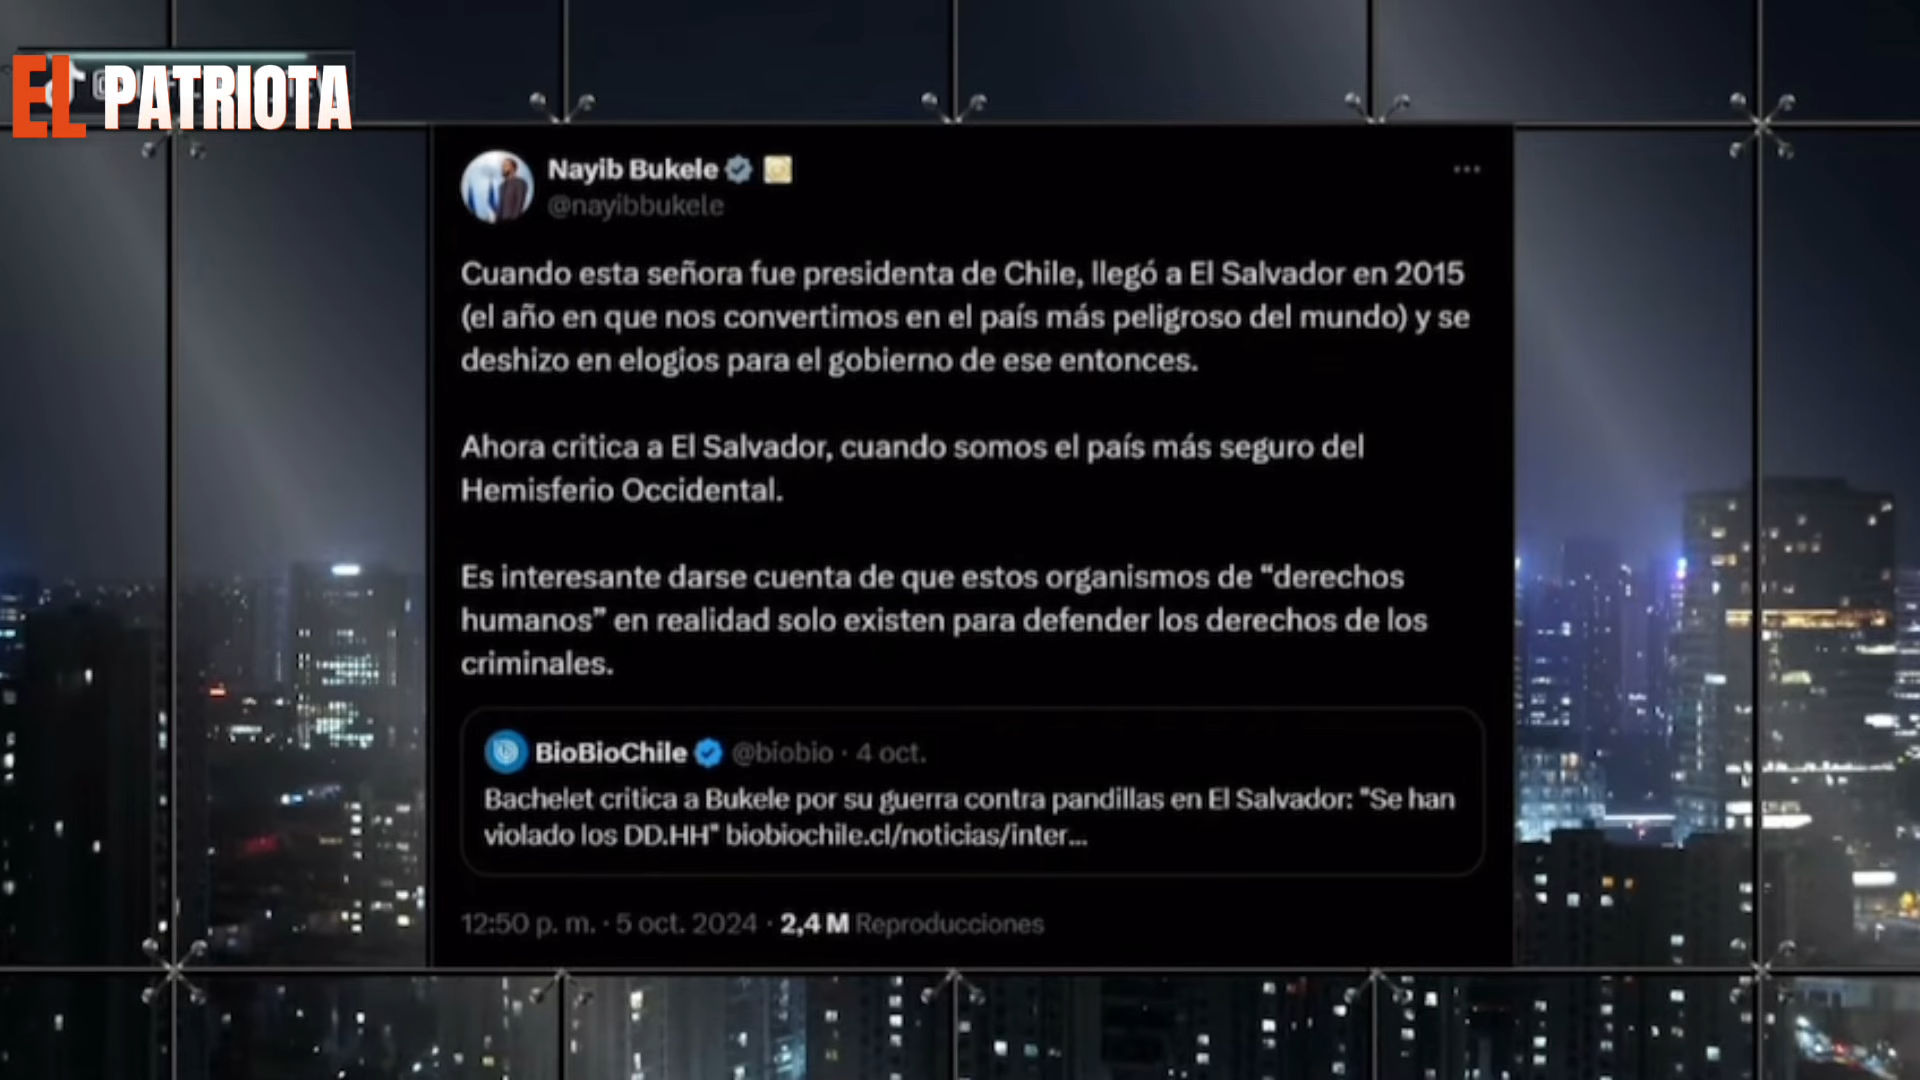 EL PATRIOTA
Nayib Bukele
@nayibbukele
Cuando esta señora fue presidenta de Chile, llegó a El Salvador en 2015
(el año en que nos convertimos en el país más peligroso del mundo) y se
deshizo en elogios para el gobierno de ese entonces.
Ahora critica a El Salvador, cuando somos el país más seguro del
Hemisferio Occidental.
Es interesante darse cuenta de que estos organismos de “derechos
humanos” en realidad solo existen para defender los derechos de los
criminales.
BioBioChile @biobio · 4 oct.
Bachelet critica a Bukele por su guerra contra pandillas en El Salvador: "Se han
violado los DD.HH" biobiochile.cl/noticias/inter...
12:50 p. m. · 5 oct. 2024 · 2,4 M Reproducciones